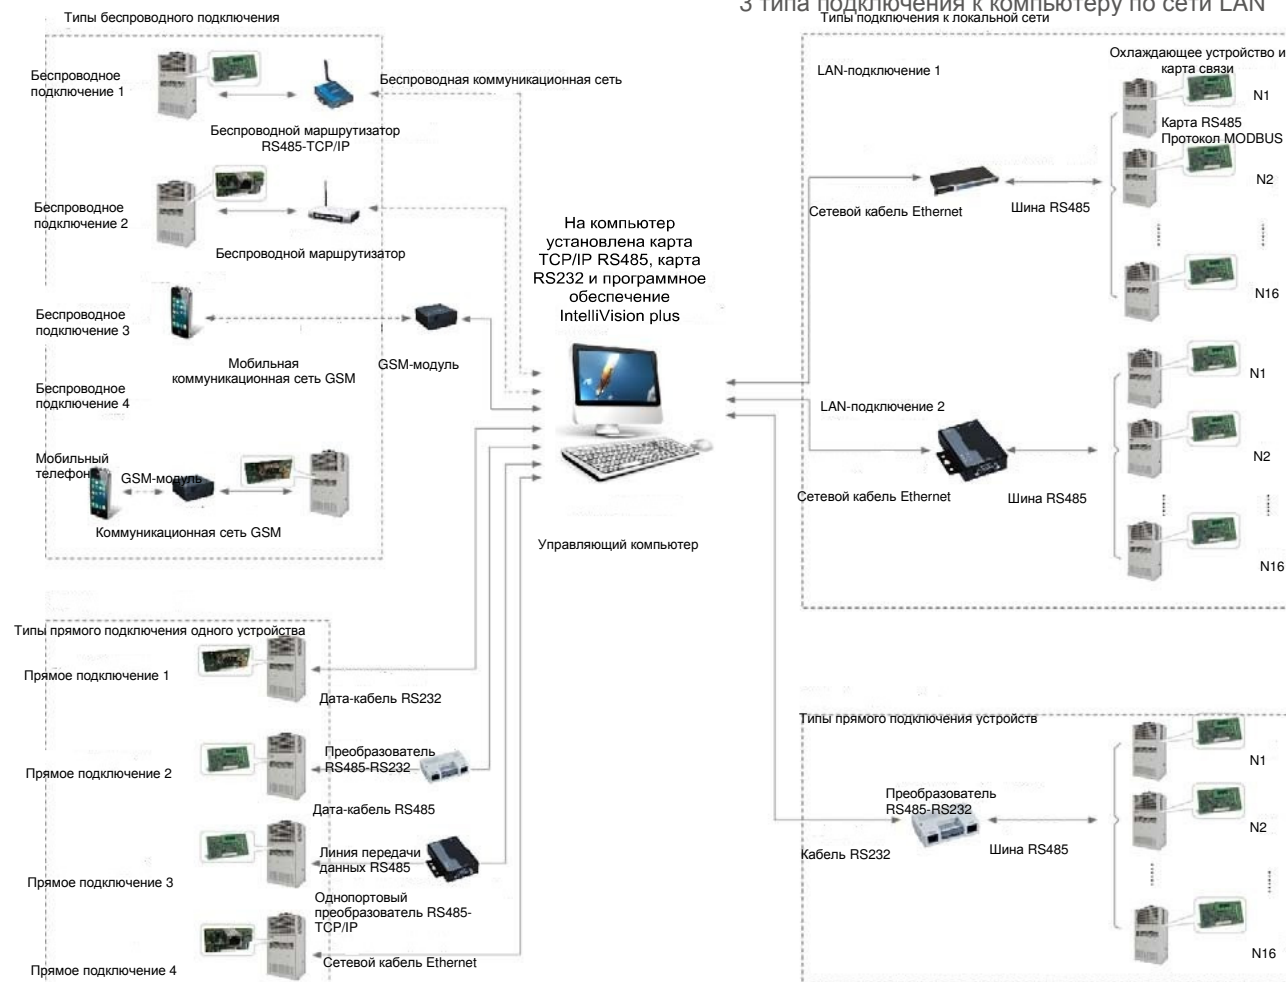 3 типа подключения к компьютеру по сети LAN
Типы беспроводного подключения
Беспроводное
подключение 1
Беспроводная коммуникационная сеть
Беспроводной маршрутизатор
RS485-TCP/IP
Беспроводное
подключение 2
Беспроводной маршрутизатор
Беспроводное
подключение 3
Мобильная
коммуникационная сеть GSM
GSM-модуль
Беспроводное
подключение 4
Мобильный
телефон
GSM-модуль
Коммуникационная сеть GSM
На компьютер
установлена карта
TCP/IP RS485, карта
RS232 и программное
обеспечение
IntelliVision plus
Управляющий компьютер
Типы прямого подключения одного устройства
Прямое подключение 1
Дата-кабель RS232
Прямое подключение 2
Преобразователь
RS485-RS232
Дата-кабель RS485
Прямое подключение 3
Линия передачи
данных RS485
Однопортовый
преобразователь RS485-
TCP/IP
Прямое подключение 4
Сетевой кабель Ethernet
Типы подключения к локальной сети
LAN-подключение 1
Охлаждающее устройство и
карта связи
N1
Карта RS485
Протокол MODBUS
N2
Сетевой кабель Ethernet
Шина RS485
N16
LAN-подключение 2
N1
N2
Сетевой кабель Ethernet
Шина RS485
N16
Типы прямого подключения устройств
N1
Преобразователь
RS485-RS232
N2
Кабель RS232
Шина RS485
N16